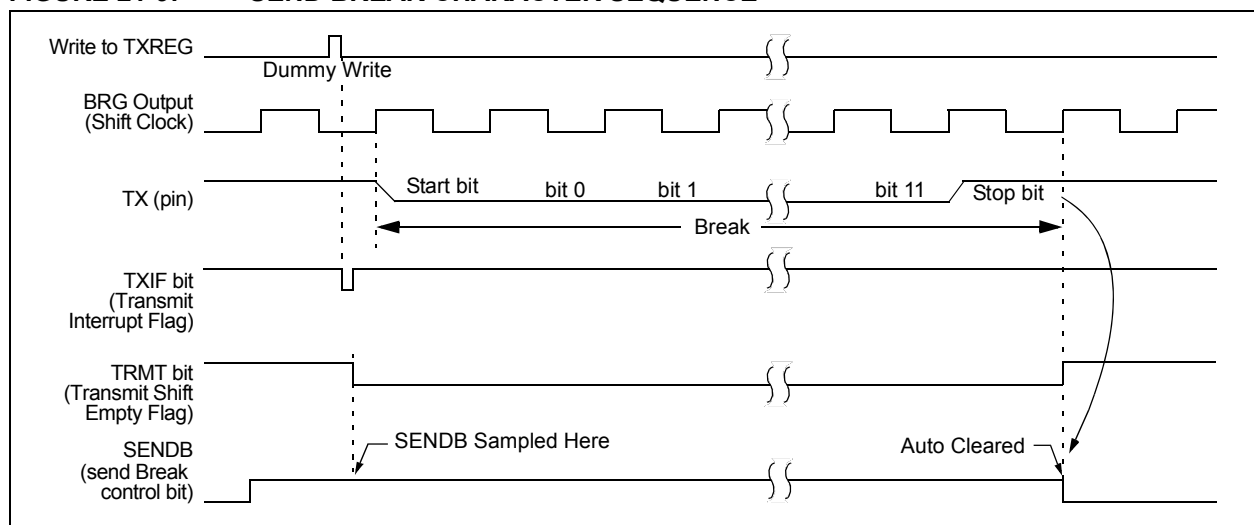 Write to TXREG
Dummy Write
BRG Output
(Shift Clock)
TX (pin)
Start bit
bit 0
bit 1
bit 11
Stop bit
Break
TXIF bit
(Transmit
Interrupt Flag)
TRMT bit
(Transmit Shift
Empty Flag)
SENDB Sampled Here
Auto Cleared
SENDB
(send Break
control bit)